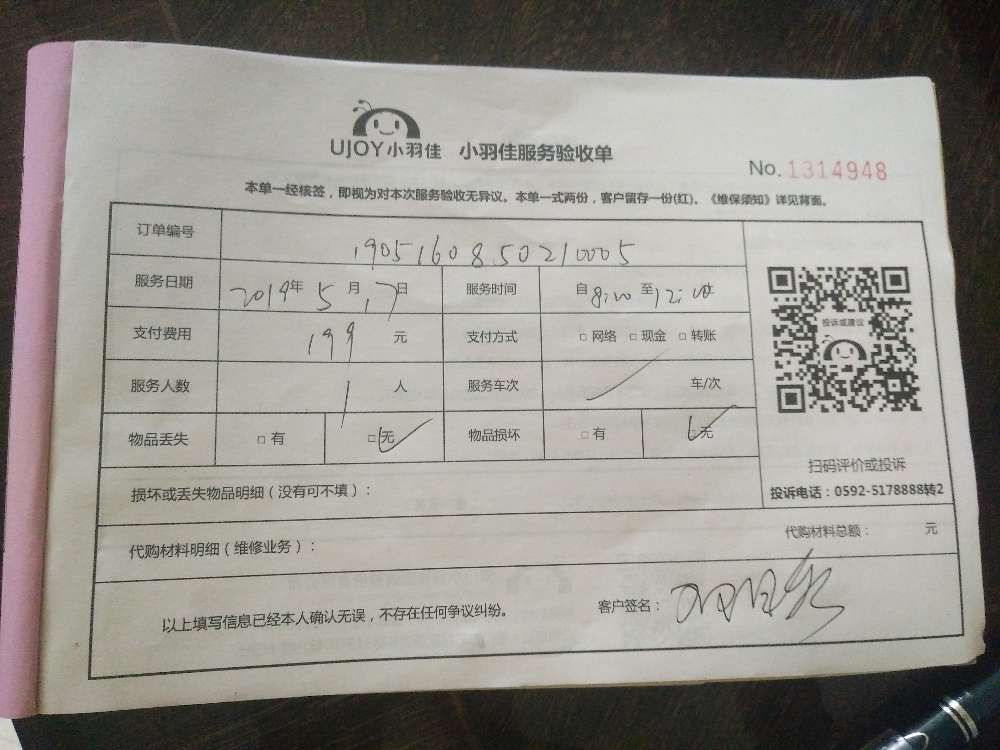 UJOY小羽佳 小羽佳服务验收单
No. 1314948
本单一经核签，即视为对本次服务验收无异议。本单一式两份，客户留存一份(红)。《维保须知》详见背面。
订单编号 1905160850210005
服务日期 2019年 5月 17日 服务时间 自8:00至12:00
支付费用 199 元 支付方式 □ 网络 □ 现金 □ 转账
服务人数 1 人 服务车次 车/次
物品丢失 □ 有 □ 无 物品损坏 □ 有 □ 无
投诉或建议
扫码评价或投诉
投诉电话：0592-5178888转2
损坏或丢失物品明细（没有可不填）：
代购材料明细（维修业务）： 代购材料总额： 元
以上填写信息已经本人确认无误，不存在任何争议纠纷。 客户签名：